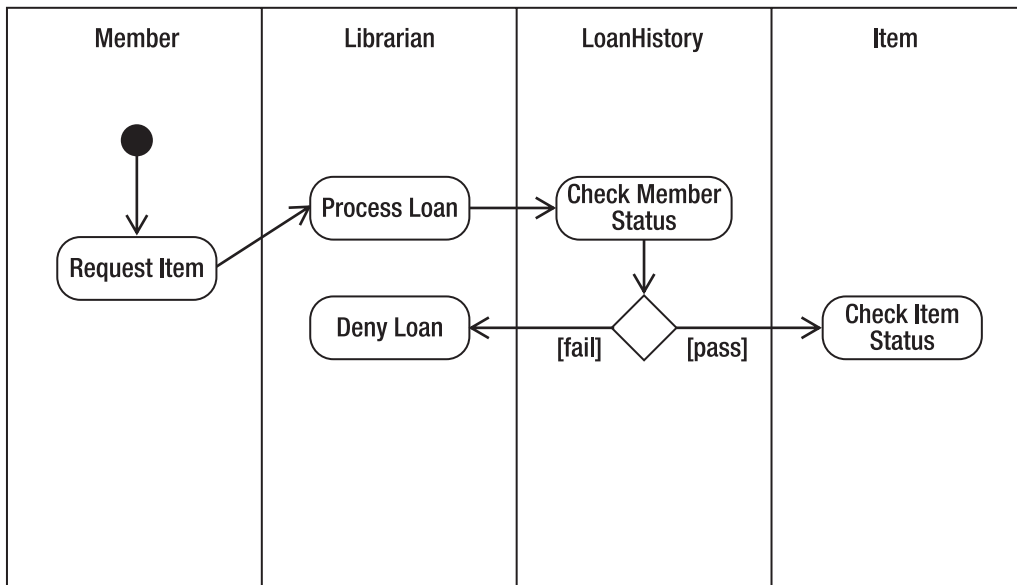 Member
Librarian
LoanHistory
Item
Request Item
Process Loan
Check Member
Status
Deny Loan
[fail]
[pass]
Check Item
Status